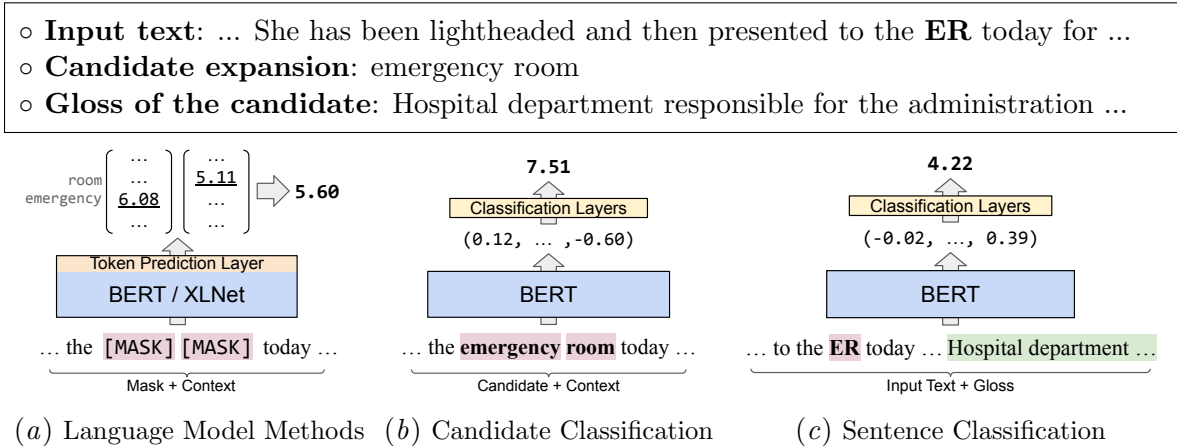 ∘ Input text: ... She has been lightheaded and then presented to the ER today for ...
∘ Candidate expansion: emergency room
∘ Gloss of the candidate: Hospital department responsible for the administration ...
room
emergency
...
...
6.08
...
...
5.11
...
...
5.60
Token Prediction Layer
BERT / XLNet
... the [MASK] [MASK] today ...
Mask + Context
(a) Language Model Methods
7.51
Classification Layers
(0.12, ... ,-0.60)
BERT
... the emergency room today ...
Candidate + Context
(b) Candidate Classification
4.22
Classification Layers
(-0.02, ..., 0.39)
BERT
... to the ER today ... Hospital department ...
Input Text + Gloss
(c) Sentence Classification